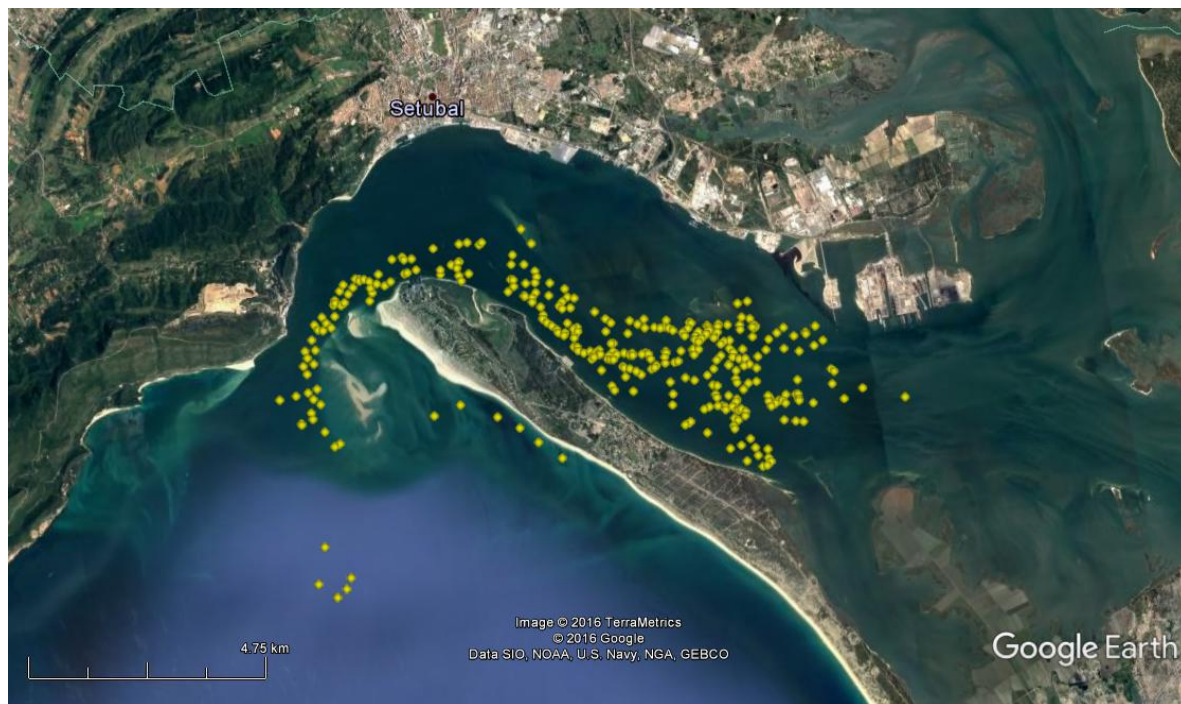 Setubal
Image © 2016 TerraMetrics
© 2016 Google
Data SIO, NOAA, U.S. Navy, NGA, GEBCO
4.75 km
Google Earth